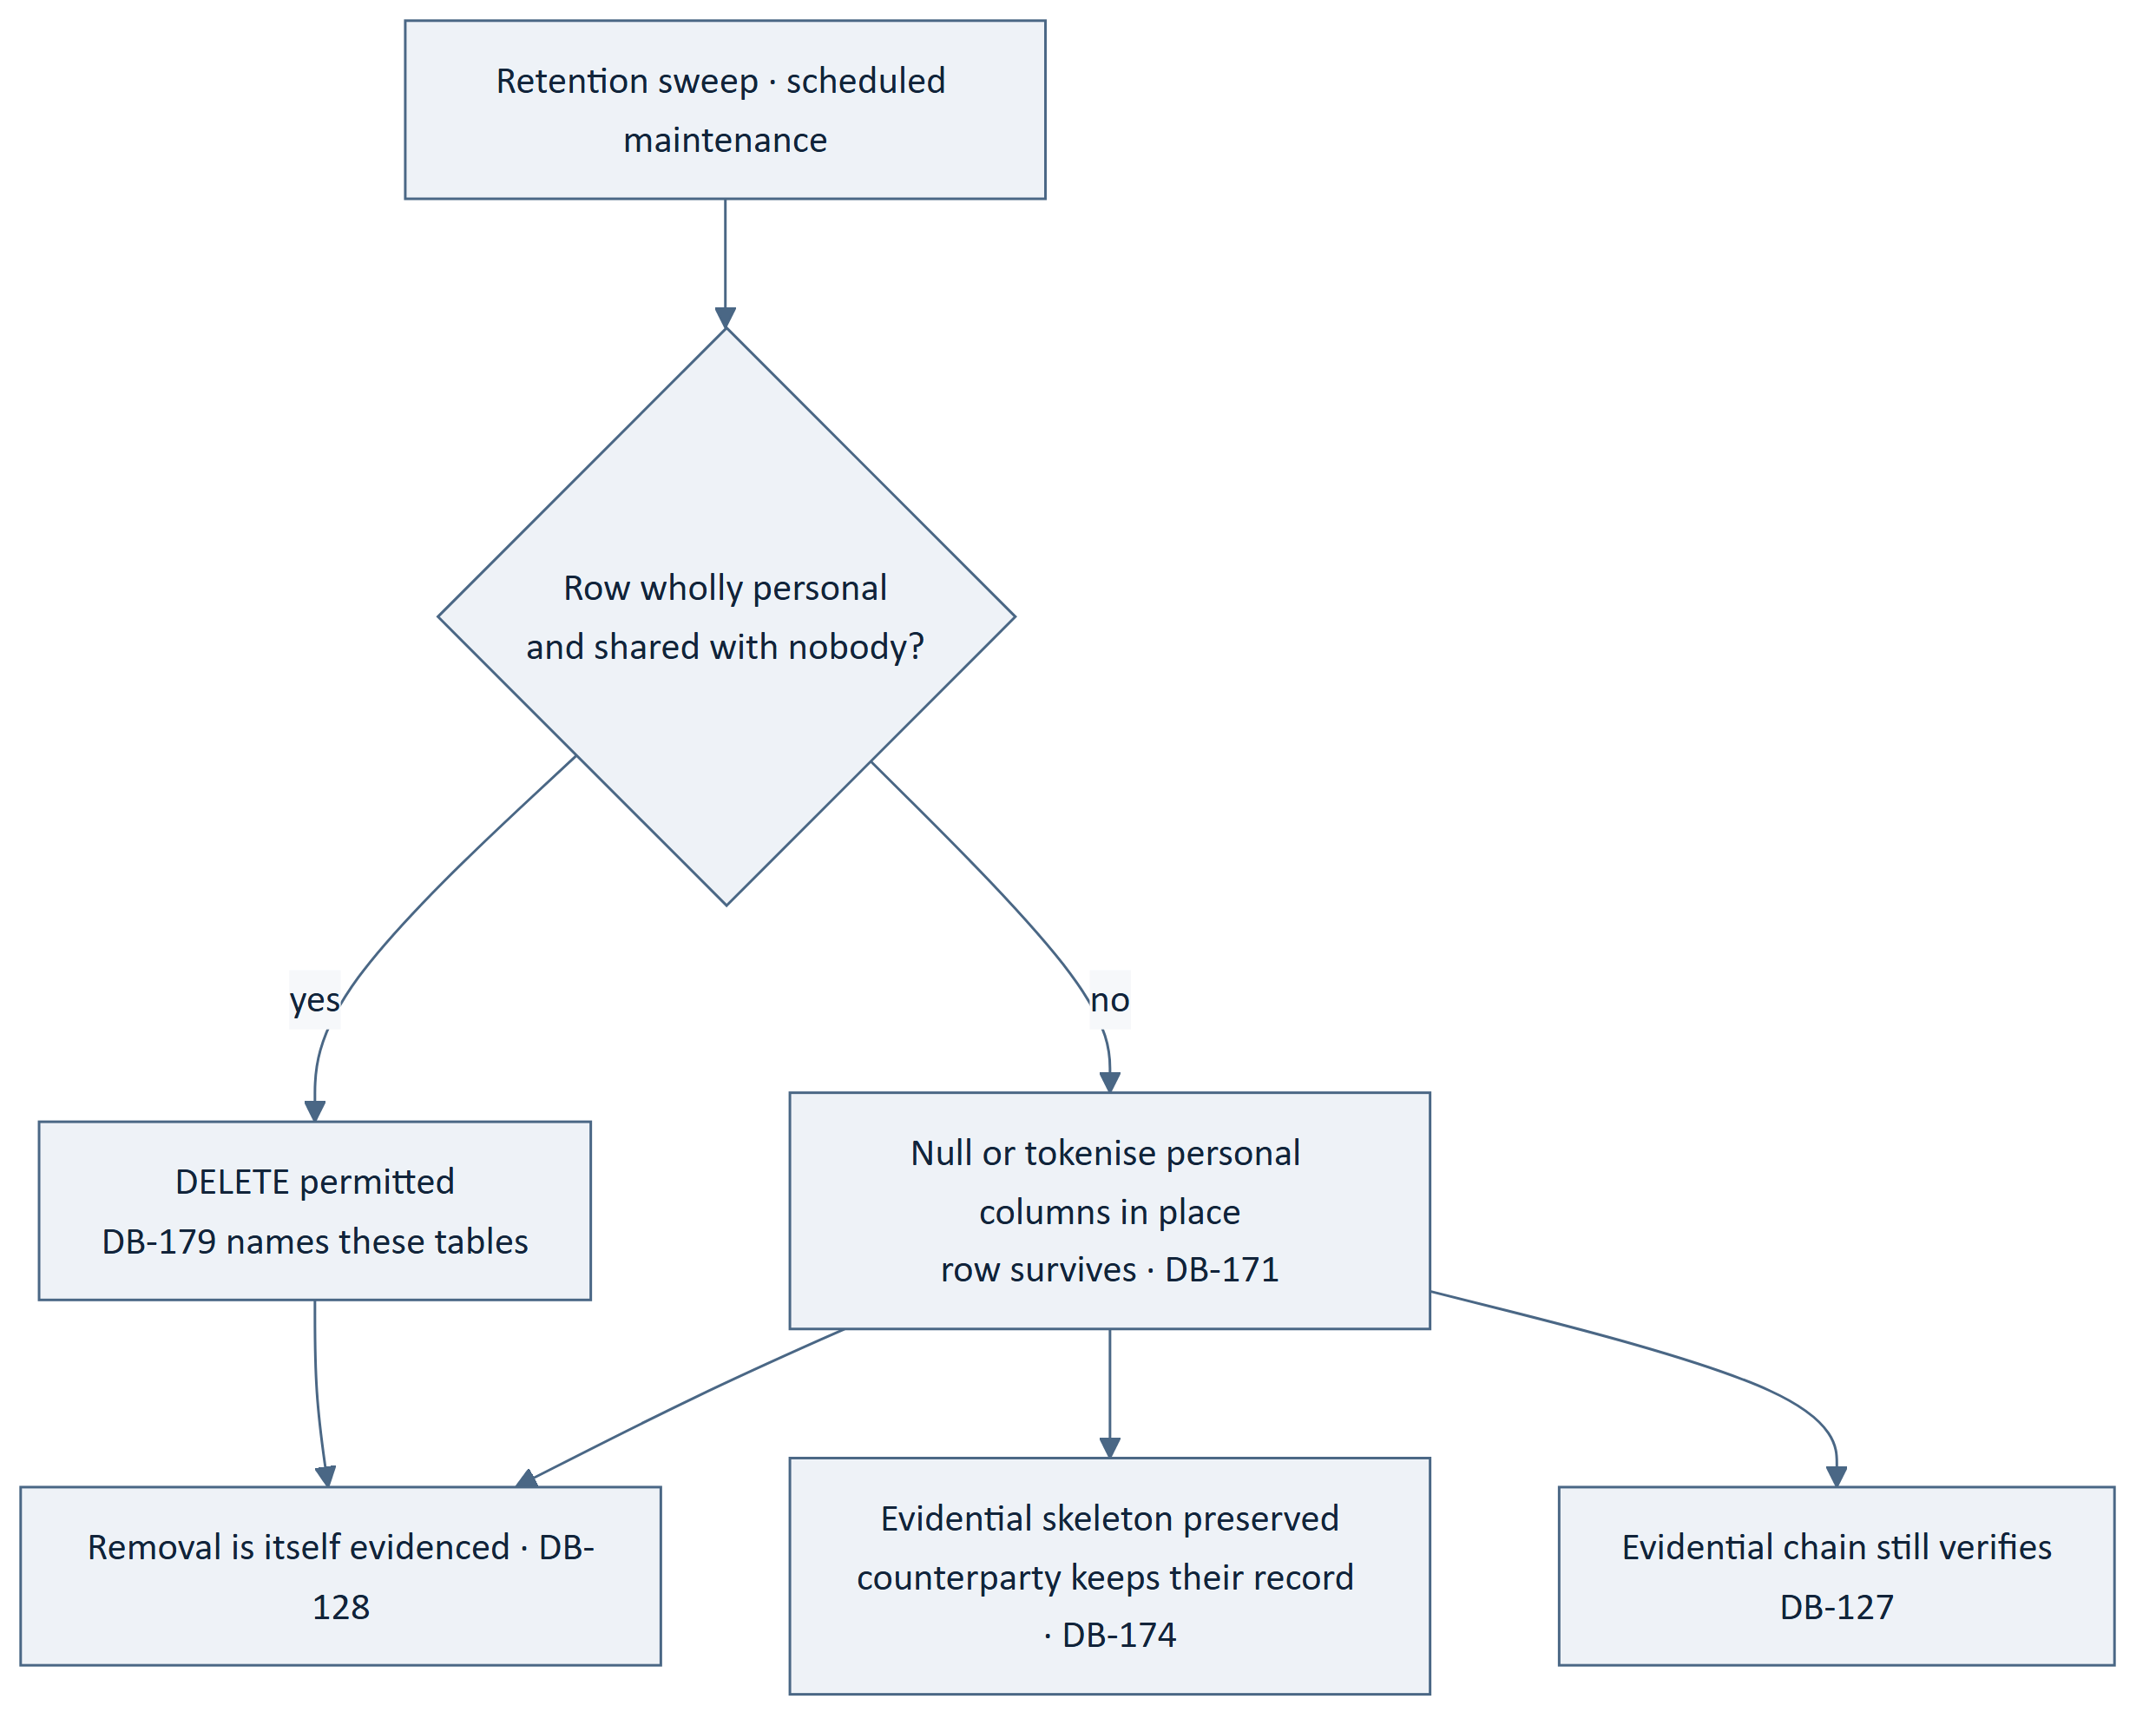 Retention sweep · scheduled
maintenance
Row wholly personal
and shared with nobody?
yes
no
DELETE permitted
DB-179 names these tables
Null or tokenise personal
columns in place
row survives · DB-171
Removal is itself evidenced · DB-
128
Evidential skeleton preserved
counterparty keeps their record
· DB-174
Evidential chain still verifies
DB-127